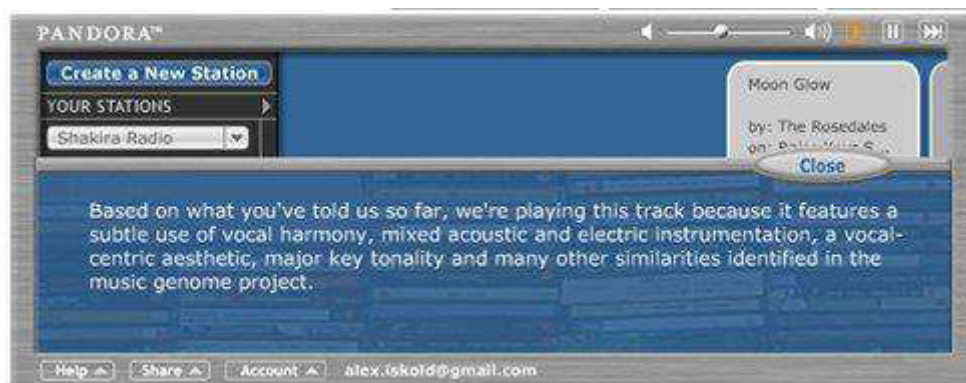 PANDORA™
Create a New Station
YOUR STATIONS
Shakira Radio
Moon Glow
by: The Rosedales
on:
Close
Based on what you've told us so far, we're playing this track because it features a
subtle use of vocal harmony, mixed acoustic and electric instrumentation, a vocal-
centric aesthetic, major key tonality and many other similarities identified in the
music genome project.
Help Share Account alex.iskold@gmail.com